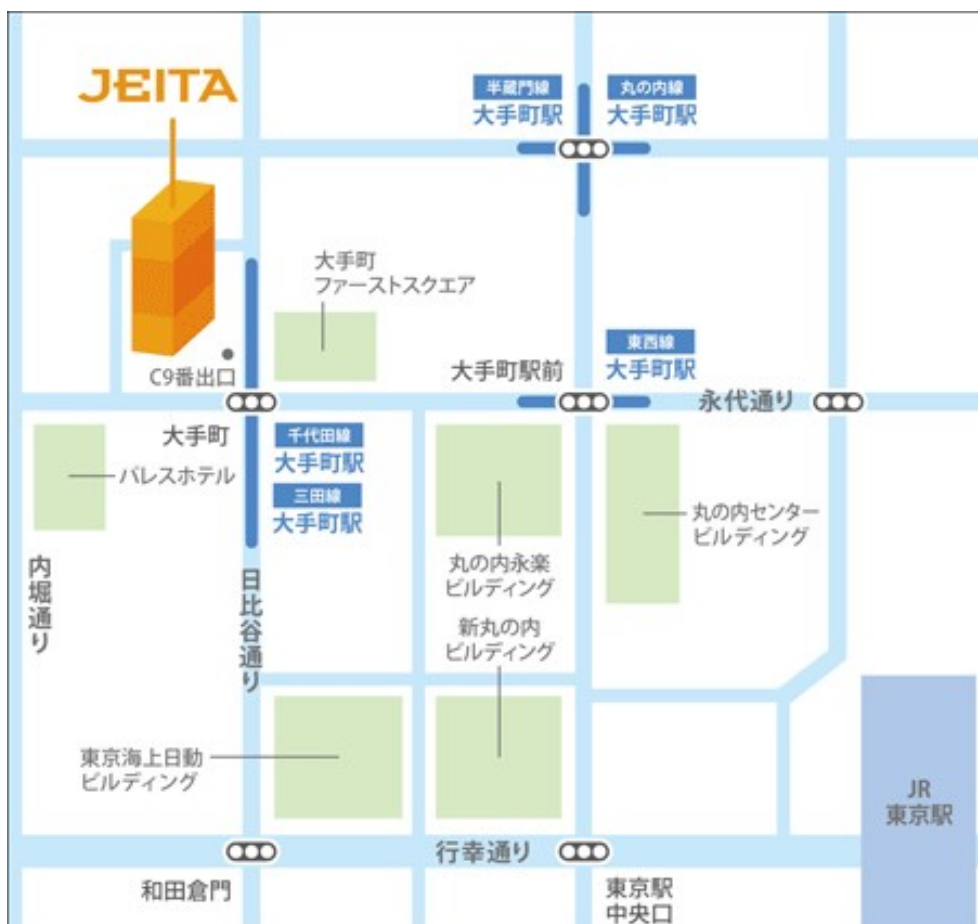 JEITA
半蔵門線
大手町駅
丸の内線
大手町駅
大手町
ファーストスクエア
C9番出口
大手町駅前
東西線
大手町駅
永代通り
大手町
千代田線
大手町駅
三田線
大手町駅
パレスホテル
丸の内永楽
ビルディング
丸の内センター
ビルディング
内堀通り
日比谷通り
新丸の内
ビルディング
東京海上日動
ビルディング
JR
東京駅
行幸通り
和田倉門
東京駅
中央口